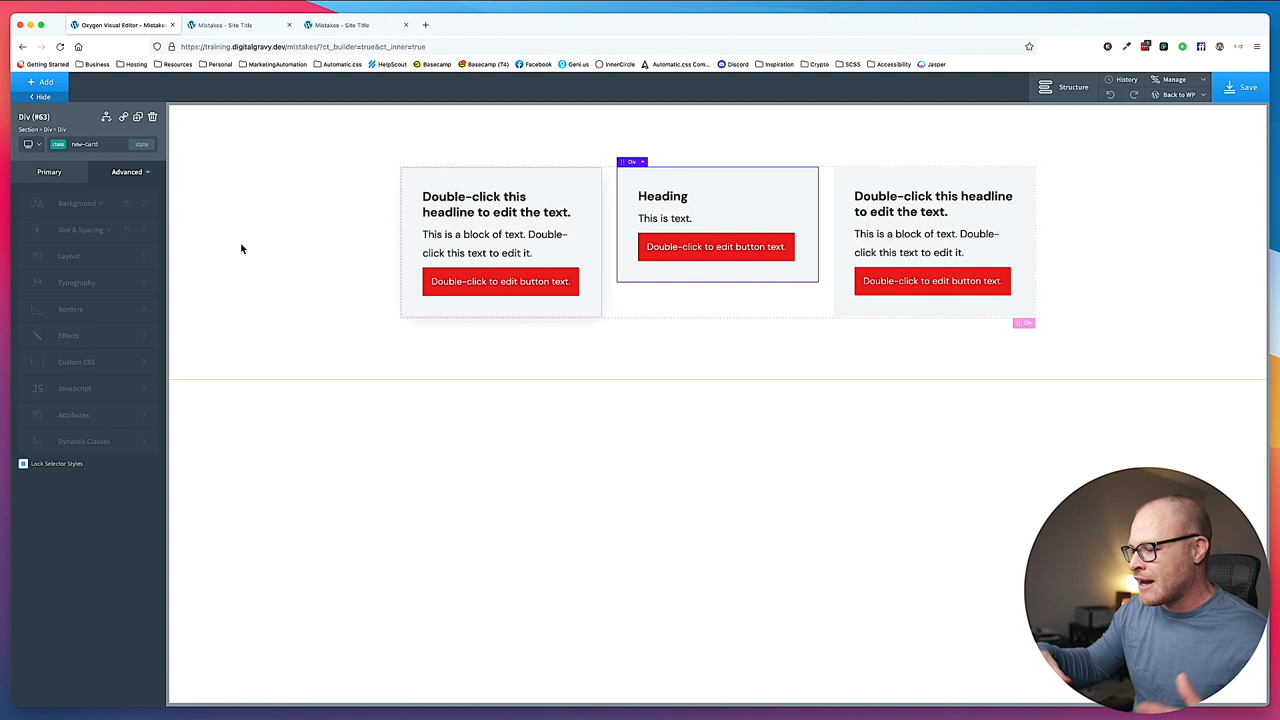 Oxygen Visual Editor - Mistake
Mistakes - Site Title
Mistakes - Site Title
https://training.digitalgravy.dev/mistakes/?ct_builder=true&ct_inner=true
Getting Started Business Hosting Resources Personal MarketingAutomation Automatic.css HelpScout Basecamp Basecamp (T4) Facebook Geni.us InnerCircle Automatic.css Com... Discord Inspiration Crypto SCSS Accessibility Jasper
+ Add
< Hide
Structure
History
Manage
Back to WP
Save
Div (#63)
Section > Div > Div
class new-card state
Primary
Advanced
Background
Size & Spacing
Layout
Typography
Borders
Effects
Custom CSS
JavaScript
Attributes
Dynamic Classes
Lock Selector Styles
Double-click this
headline to edit the text.
This is a block of text. Double-
click this text to edit it.
Double-click to edit button text.
Div
Heading
This is text.
Double-click to edit button text.
Double-click this headline
to edit the text.
This is a block of text. Double-
click this text to edit it.
Double-click to edit button text.
Div